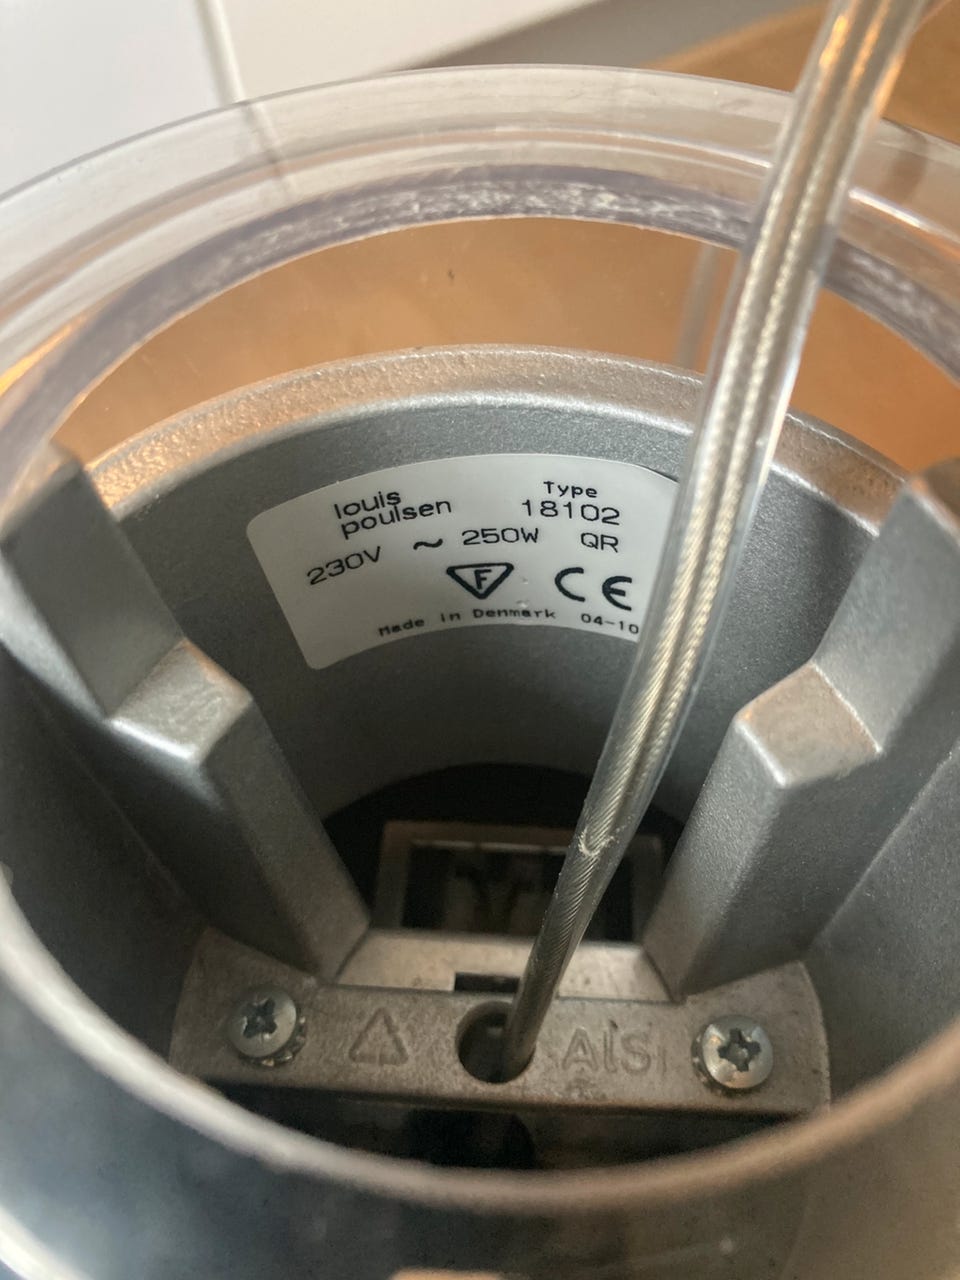 louis
poulsen
Type
18102
230V ~ 250W QR
F CE
Made in Denmark 04-10
AlSi